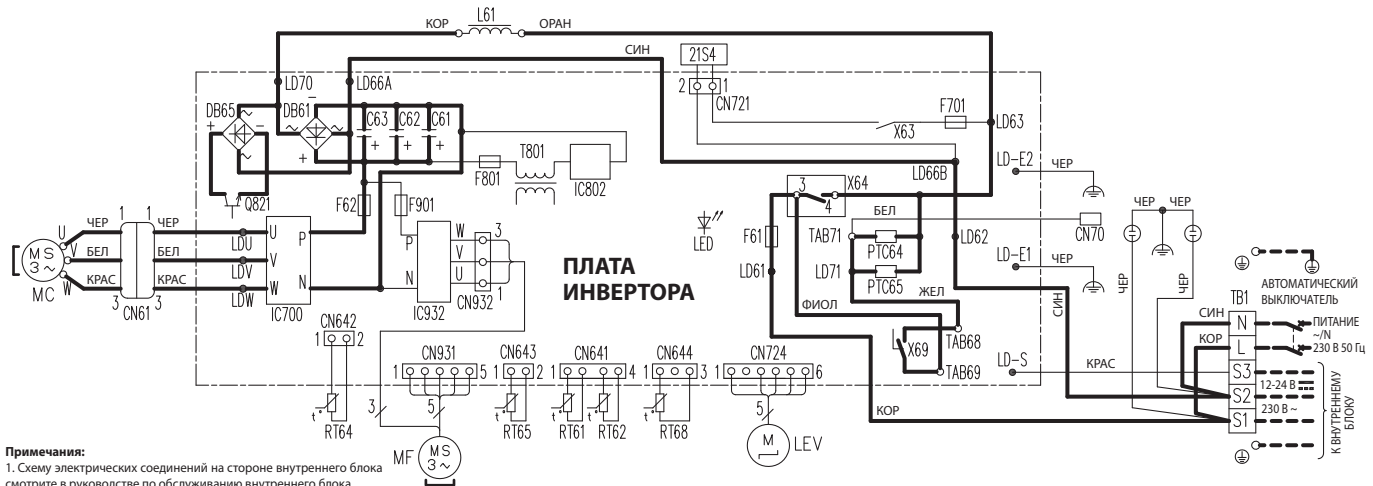 КОР
L61
ОРАН
СИН
21S4
2
1
CN721
LD70
LD66A
DB65
DB61
C63
C62
C61
F701
X63
LD63
T801
F801
IC802
Q821
F62
F901
LD66B
LD-E2
ЧЕР
3
4
X64
БЕЛ
LED
F61
TAB71
PTC64
CN70
LD62
LD61
LD71
PTC65
LD-E1
ЧЕР
ЧЕР
ЧЕР
ЧЕР
ЧЕР
U
ЧЕР
1
1
ЧЕР
V
БЕЛ
БЕЛ
W
КРАС
3
3
КРАС
MS
3~
MC
CN61
LDU
LDV
LDW
U
V
W
P
N
IC700
P
N
IC932
W
V
U
3
1
CN932
ПЛАТА
ИНВЕРТОРА
ЖЕЛ
ФИОЛ
СИН
X69
TAB68
TAB69
LD-S
КРАС
КОР
TB1
АВТОМАТИЧЕСКИЙ
ВЫКЛЮЧАТЕЛЬ
СИН
N
ПИТАНИЕ
~/N
КОР
L
230 В 50 Гц
S3
12-24 В
S2
230 В ~
S1
К ВНУТРЕННЕМУ
БЛОКУ
CN642
1
2
t°
RT64
CN931
1
5
3
5
MF
MS
3~
CN643
1
2
t°
RT65
CN641
1
4
t°
t°
RT61
RT62
CN644
1
3
t°
RT68
CN724
1
6
5
M
LEV
Примечания:
1. Схему электрических соединений на стороне внутреннего блока
смотрите в руководстве по обслуживанию внутреннего блока